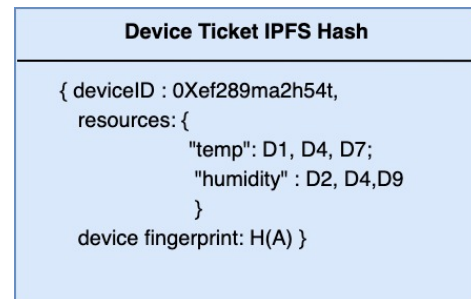 Device Ticket IPFS Hash
{ deviceID : 0Xef289ma2h54t,
resources: {
"temp": D1, D4, D7;
"humidity" : D2, D4,D9
}
device fingerprint: H(A) }